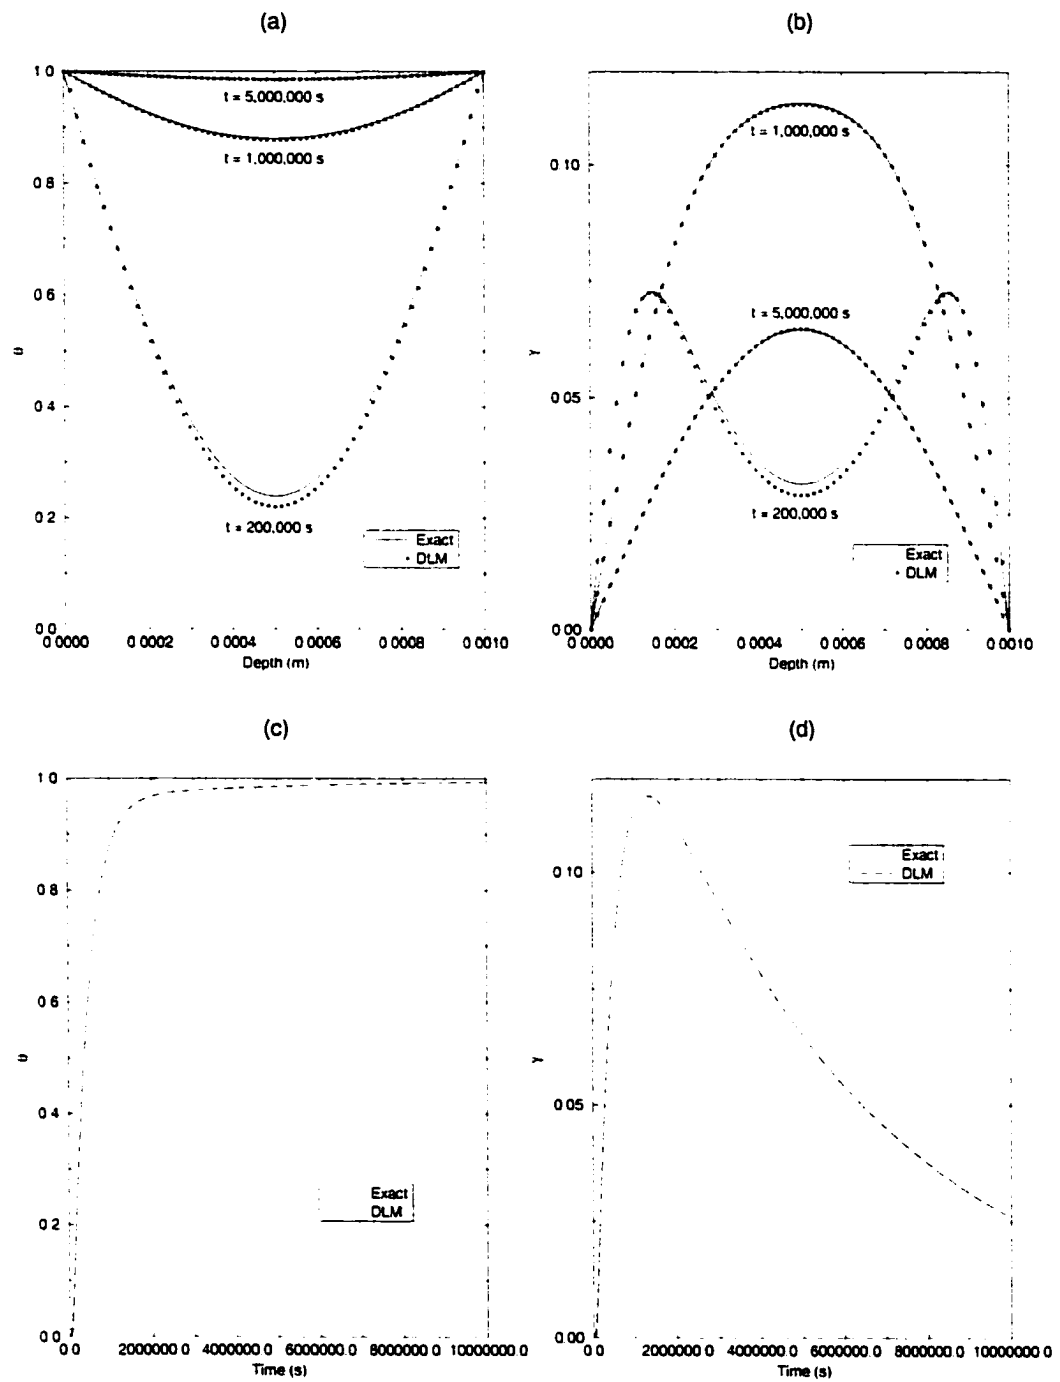 (a)
1 0
t = 5,000,000 s
t = 1,000,000 s
0 8
0 6
θ
0 4
0 2
t = 200,000 s
Exact
DLM
0 0
0 0000 0 0002 0 0004 0 0006 0 0008 0 0010
Depth (m)
(b)
t = 1,000,000 s
0 10
t = 5,000,000 s
γ
0 05
t = 200,000 s
Exact
DLM
0 00
0 0000 0 0002 0 0004 0 0006 0 0008 0 0010
Depth (m)
(c)
1 0
0 8
0 6
θ
0 4
Exact
DLM
0 2
0 0
0 0 2000000 0 4000000 0 6000000 0 8000000 0 10000000 0
Time (s)
(d)
Exact
DLM
0 10
γ
0 05
0 00
0 0 2000000 0 4000000 0 6000000 0 8000000 0 10000000 0
Time (s)